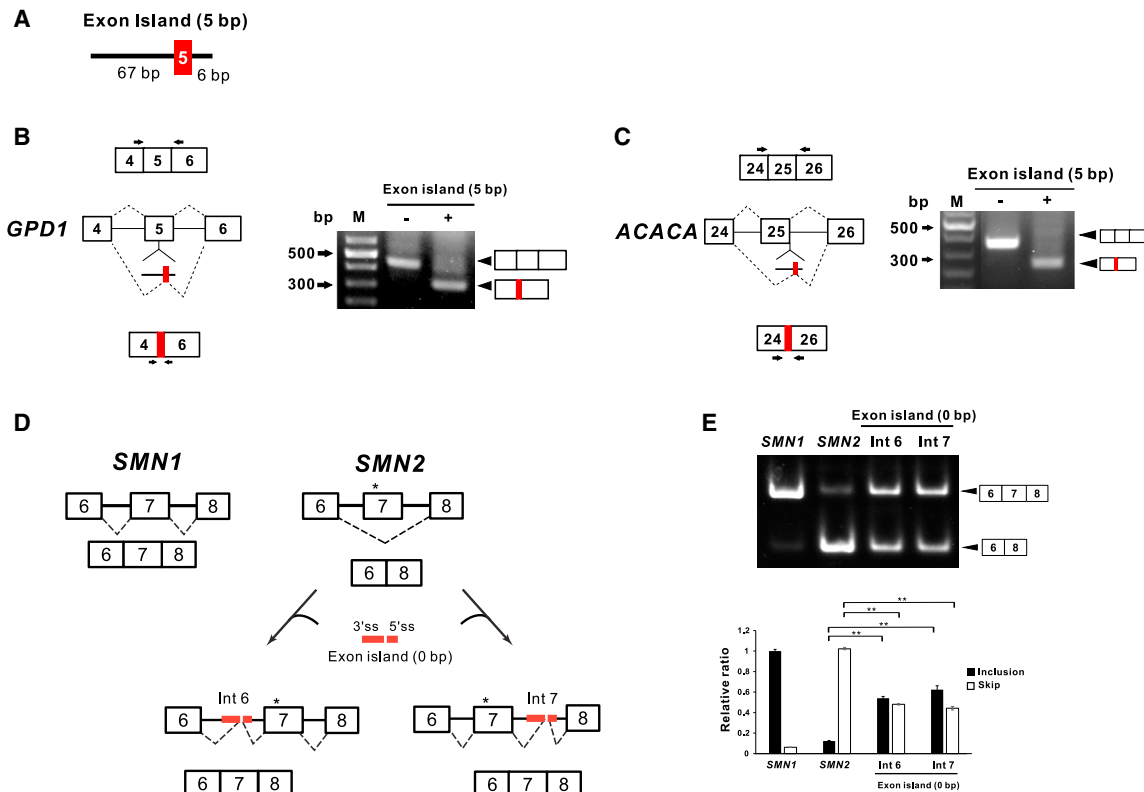 A
Exon Island (5 bp)
5
67 bp
6 bp
B
4 5 6
GPD1
4 5 6
4 6
Exon island (5 bp)
bp M - +
500
300
C
24 25 26
ACACA
24 25 26
24 26
Exon island (5 bp)
bp M - +
500
300
D
SMN1
6 7 8
6 7 8
SMN2
*
6 7 8
6 8
3'ss 5'ss
Exon island (0 bp)
Int 6 *
6 7 8
6 7 8
* Int 7
6 7 8
6 7 8
E
Exon island (0 bp)
SMN1 SMN2 Int 6 Int 7
6 7 8
6 8
**
**
**
**
Relative ratio
1.2
1
0.8
0.6
0.4
0.2
0
Inclusion
Skip
SMN1 SMN2 Int 6 Int 7
Exon island (0 bp)